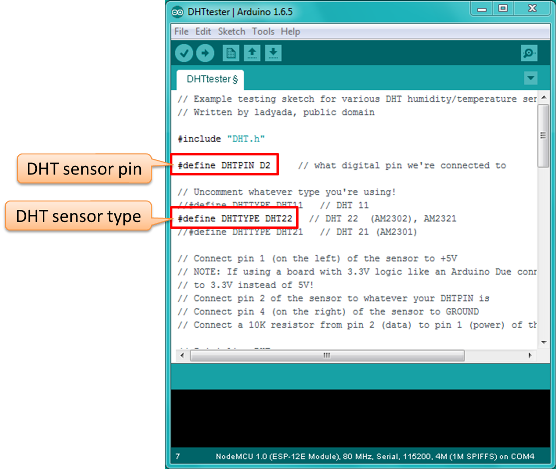 DHTtester | Arduino 1.6.5
File Edit Sketch Tools Help
DHTtester §
// Example testing sketch for various DHT humidity/temperature se
// Written by ladyada, public domain
#include "DHT.h"
DHT sensor pin
#define DHTPIN D2 // what digital pin we're connected to
// Uncomment whatever type you're using!
//#define DHTTYPE DHT11 // DHT 11
DHT sensor type
#define DHTTYPE DHT22 // DHT 22 (AM2302), AM2321
//#define DHTTYPE DHT21 // DHT 21 (AM2301)
// Connect pin 1 (on the left) of the sensor to +5V
// NOTE: If using a board with 3.3V logic like an Arduino Due conn
// to 3.3V instead of 5V!
// Connect pin 2 of the sensor to whatever your DHTPIN is
// Connect pin 4 (on the right) of the sensor to GROUND
// Connect a 10K resistor from pin 2 (data) to pin 1 (power) of th
7 NodeMCU 1.0 (ESP-12E Module), 80 MHz, Serial, 115200, 4M (1M SPIFFS) on COM4